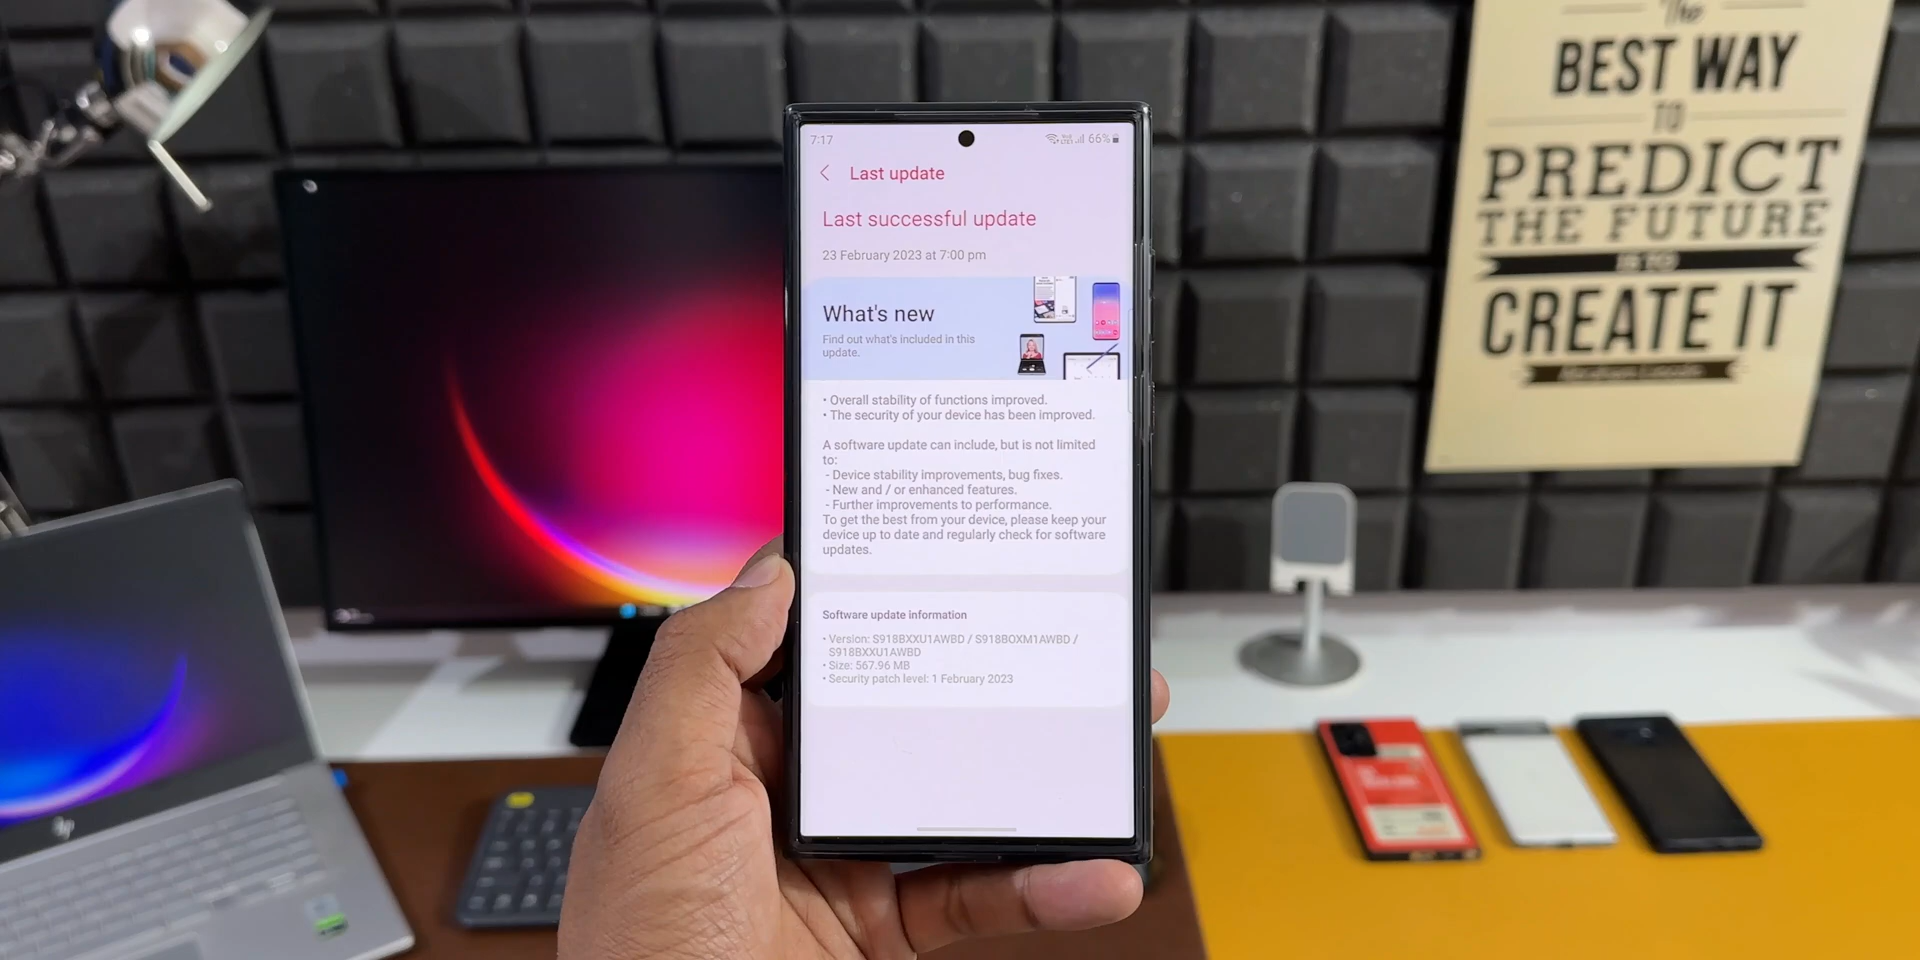 The
BEST WAY
TO
PREDICT
THE FUTURE
IS TO
CREATE IT
Abraham Lincoln
7:17
66%
Last update
Last successful update
23 February 2023 at 7:00 pm
What's new
Find out what's included in this
update.
• Overall stability of functions improved.
• The security of your device has been improved.
A software update can include, but is not limited
to:
- Device stability improvements, bug fixes.
- New and / or enhanced features.
- Further improvements to performance.
To get the best from your device, please keep your
device up to date and regularly check for software
updates.
Software update information
• Version: S918BXXU1AWBD / S918BOXM1AWBD /
S918BXXU1AWBD
• Size: 567.96 MB
• Security patch level: 1 February 2023
hp